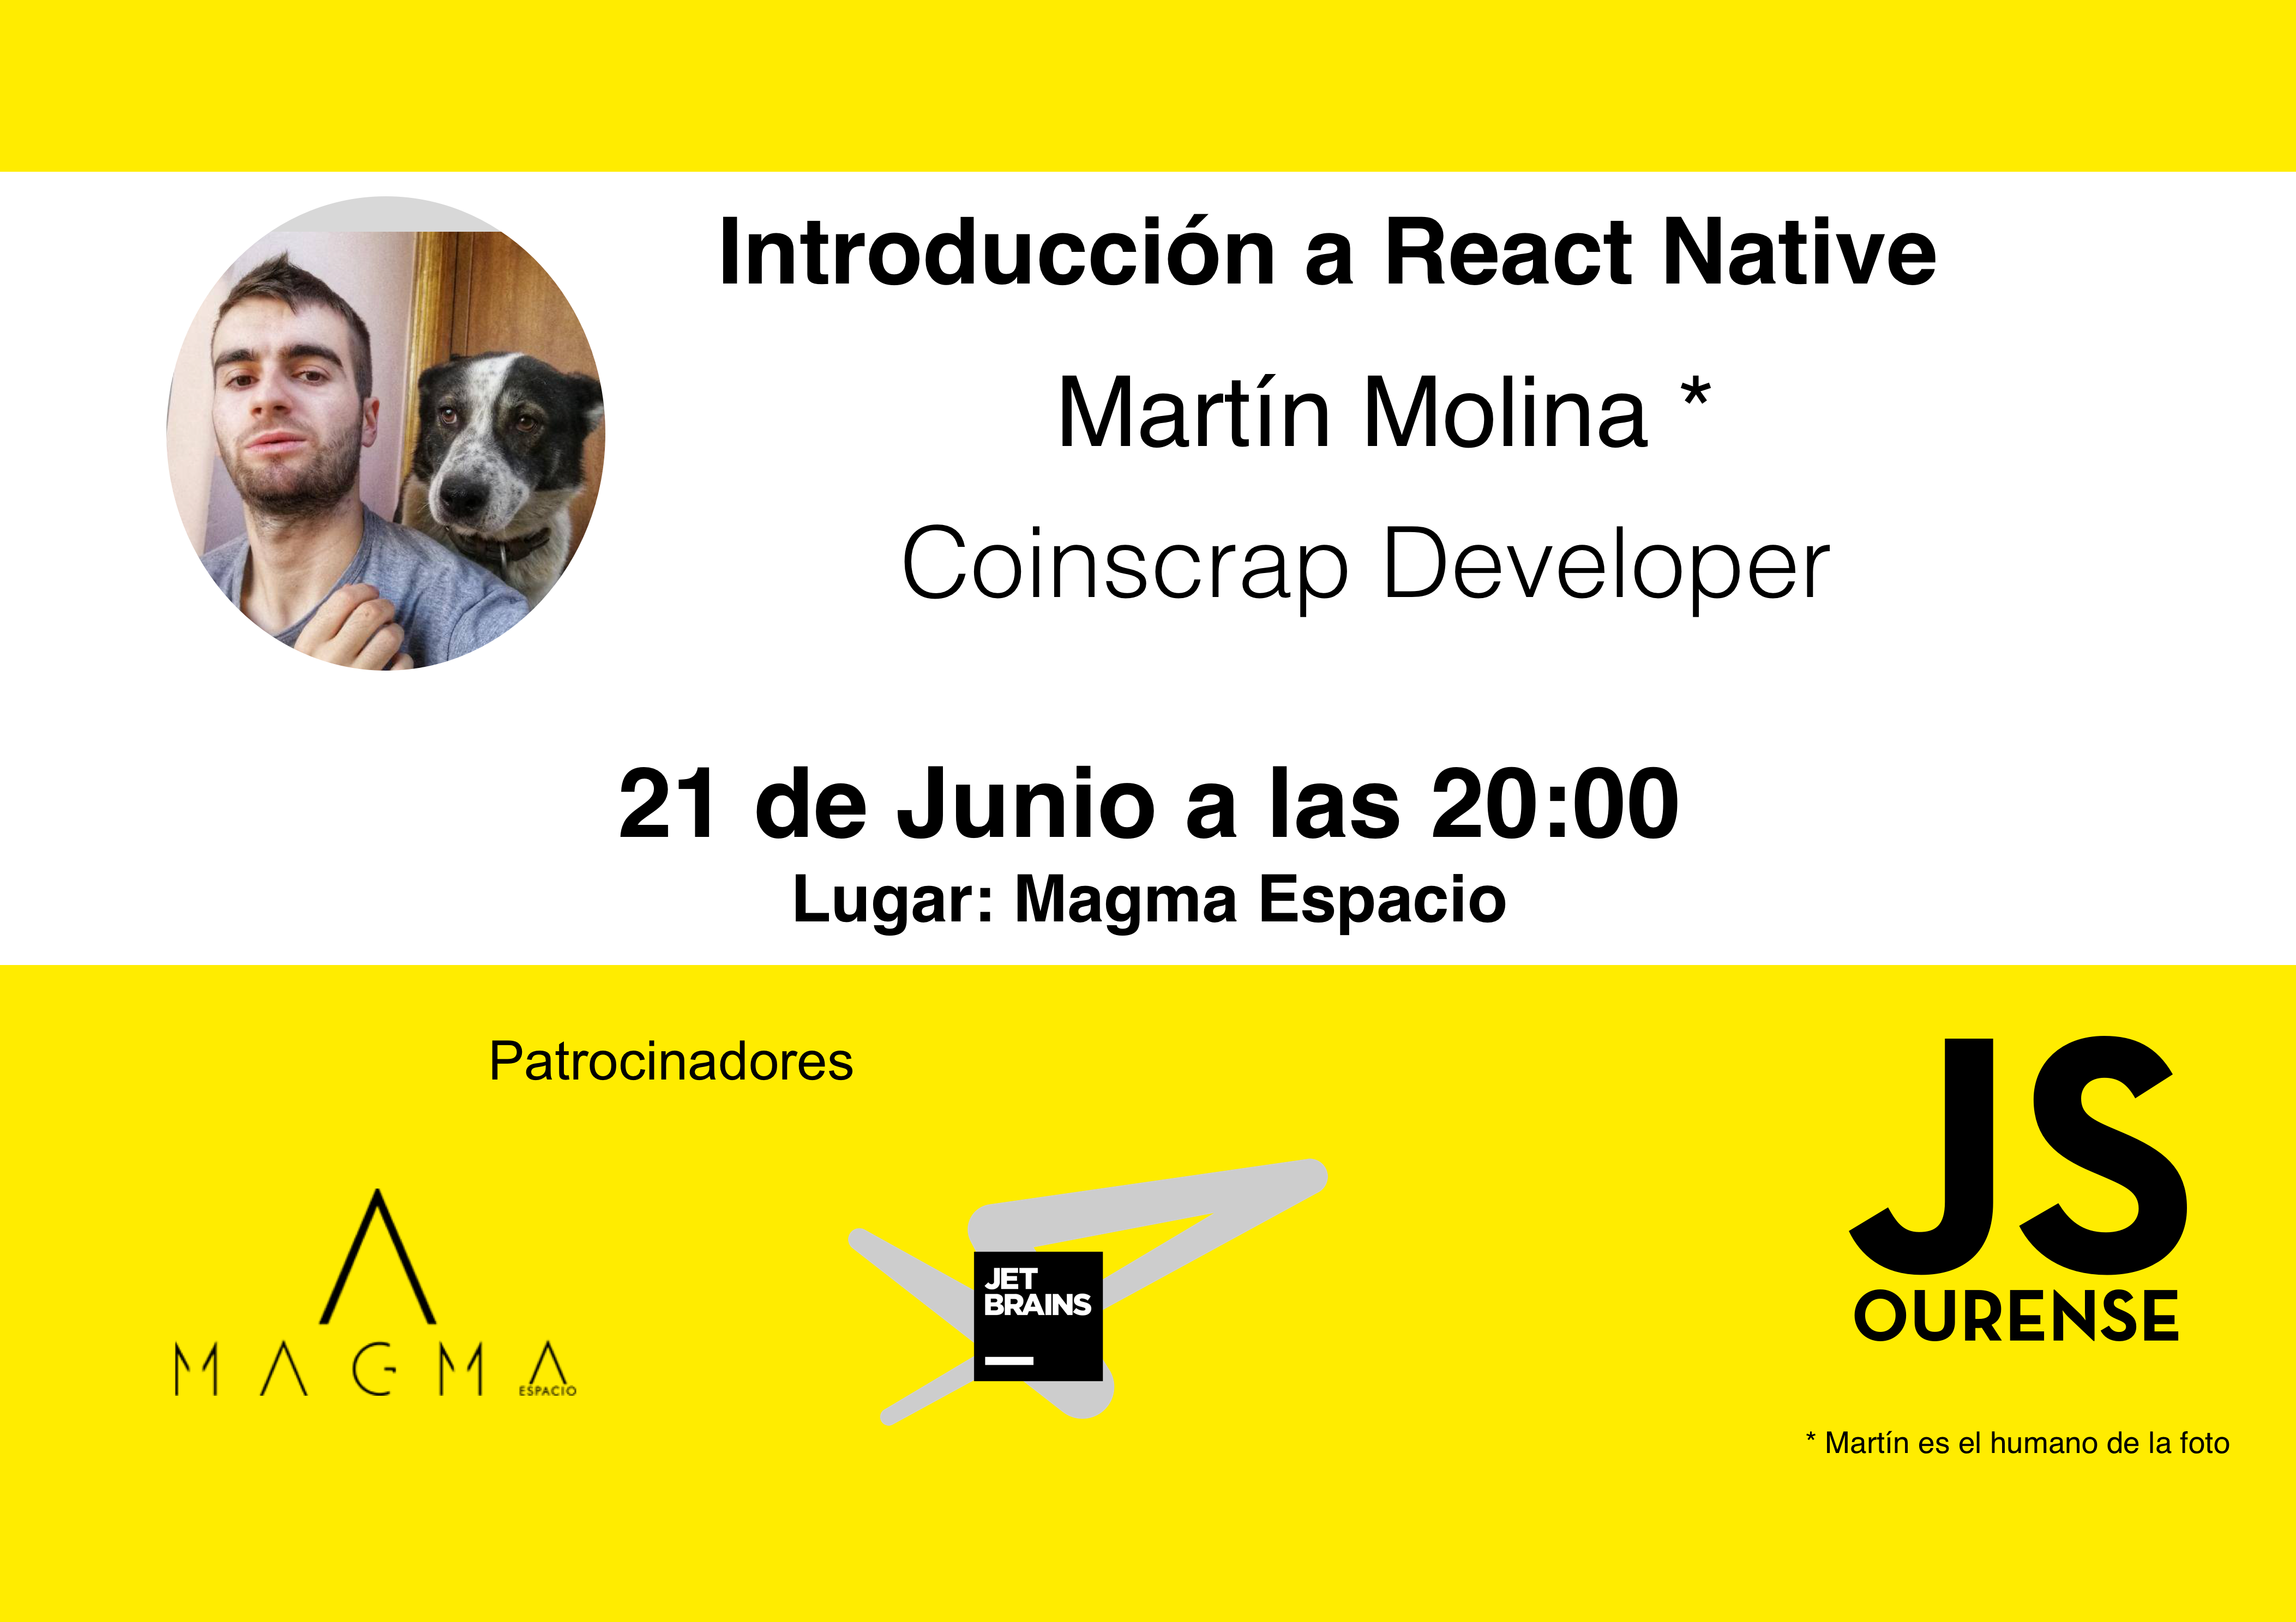 Introducción a React Native
Martín Molina *
Coinscrap Developer
21 de Junio a las 20:00
Lugar: Magma Espacio
Patrocinadores
MAGMA
ESPACIO
JET
BRAINS
JS
OURENSE
* Martín es el humano de la foto